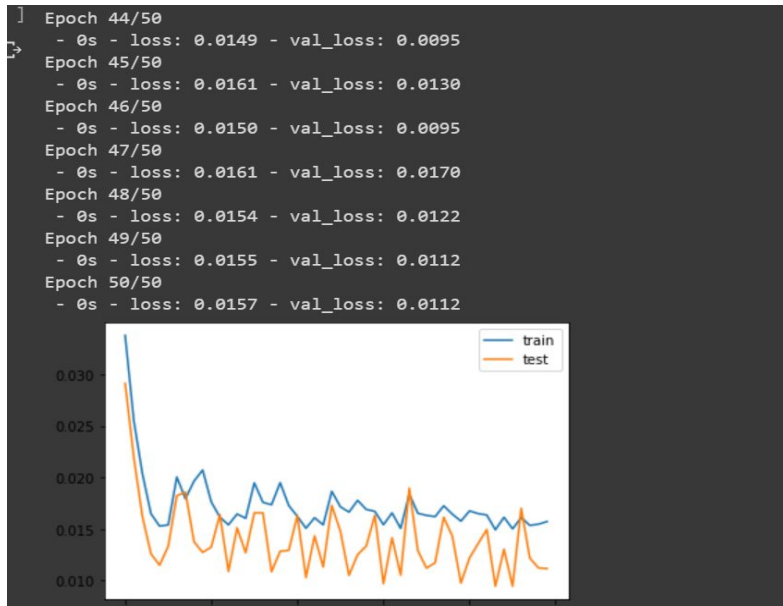 Epoch 44/50
- 0s - loss: 0.0149 - val_loss: 0.0095
Epoch 45/50
- 0s - loss: 0.0161 - val_loss: 0.0130
Epoch 46/50
- 0s - loss: 0.0150 - val_loss: 0.0095
Epoch 47/50
- 0s - loss: 0.0161 - val_loss: 0.0170
Epoch 48/50
- 0s - loss: 0.0154 - val_loss: 0.0122
Epoch 49/50
- 0s - loss: 0.0155 - val_loss: 0.0112
Epoch 50/50
- 0s - loss: 0.0157 - val_loss: 0.0112
train
test
0.030
0.025
0.020
0.015
0.010